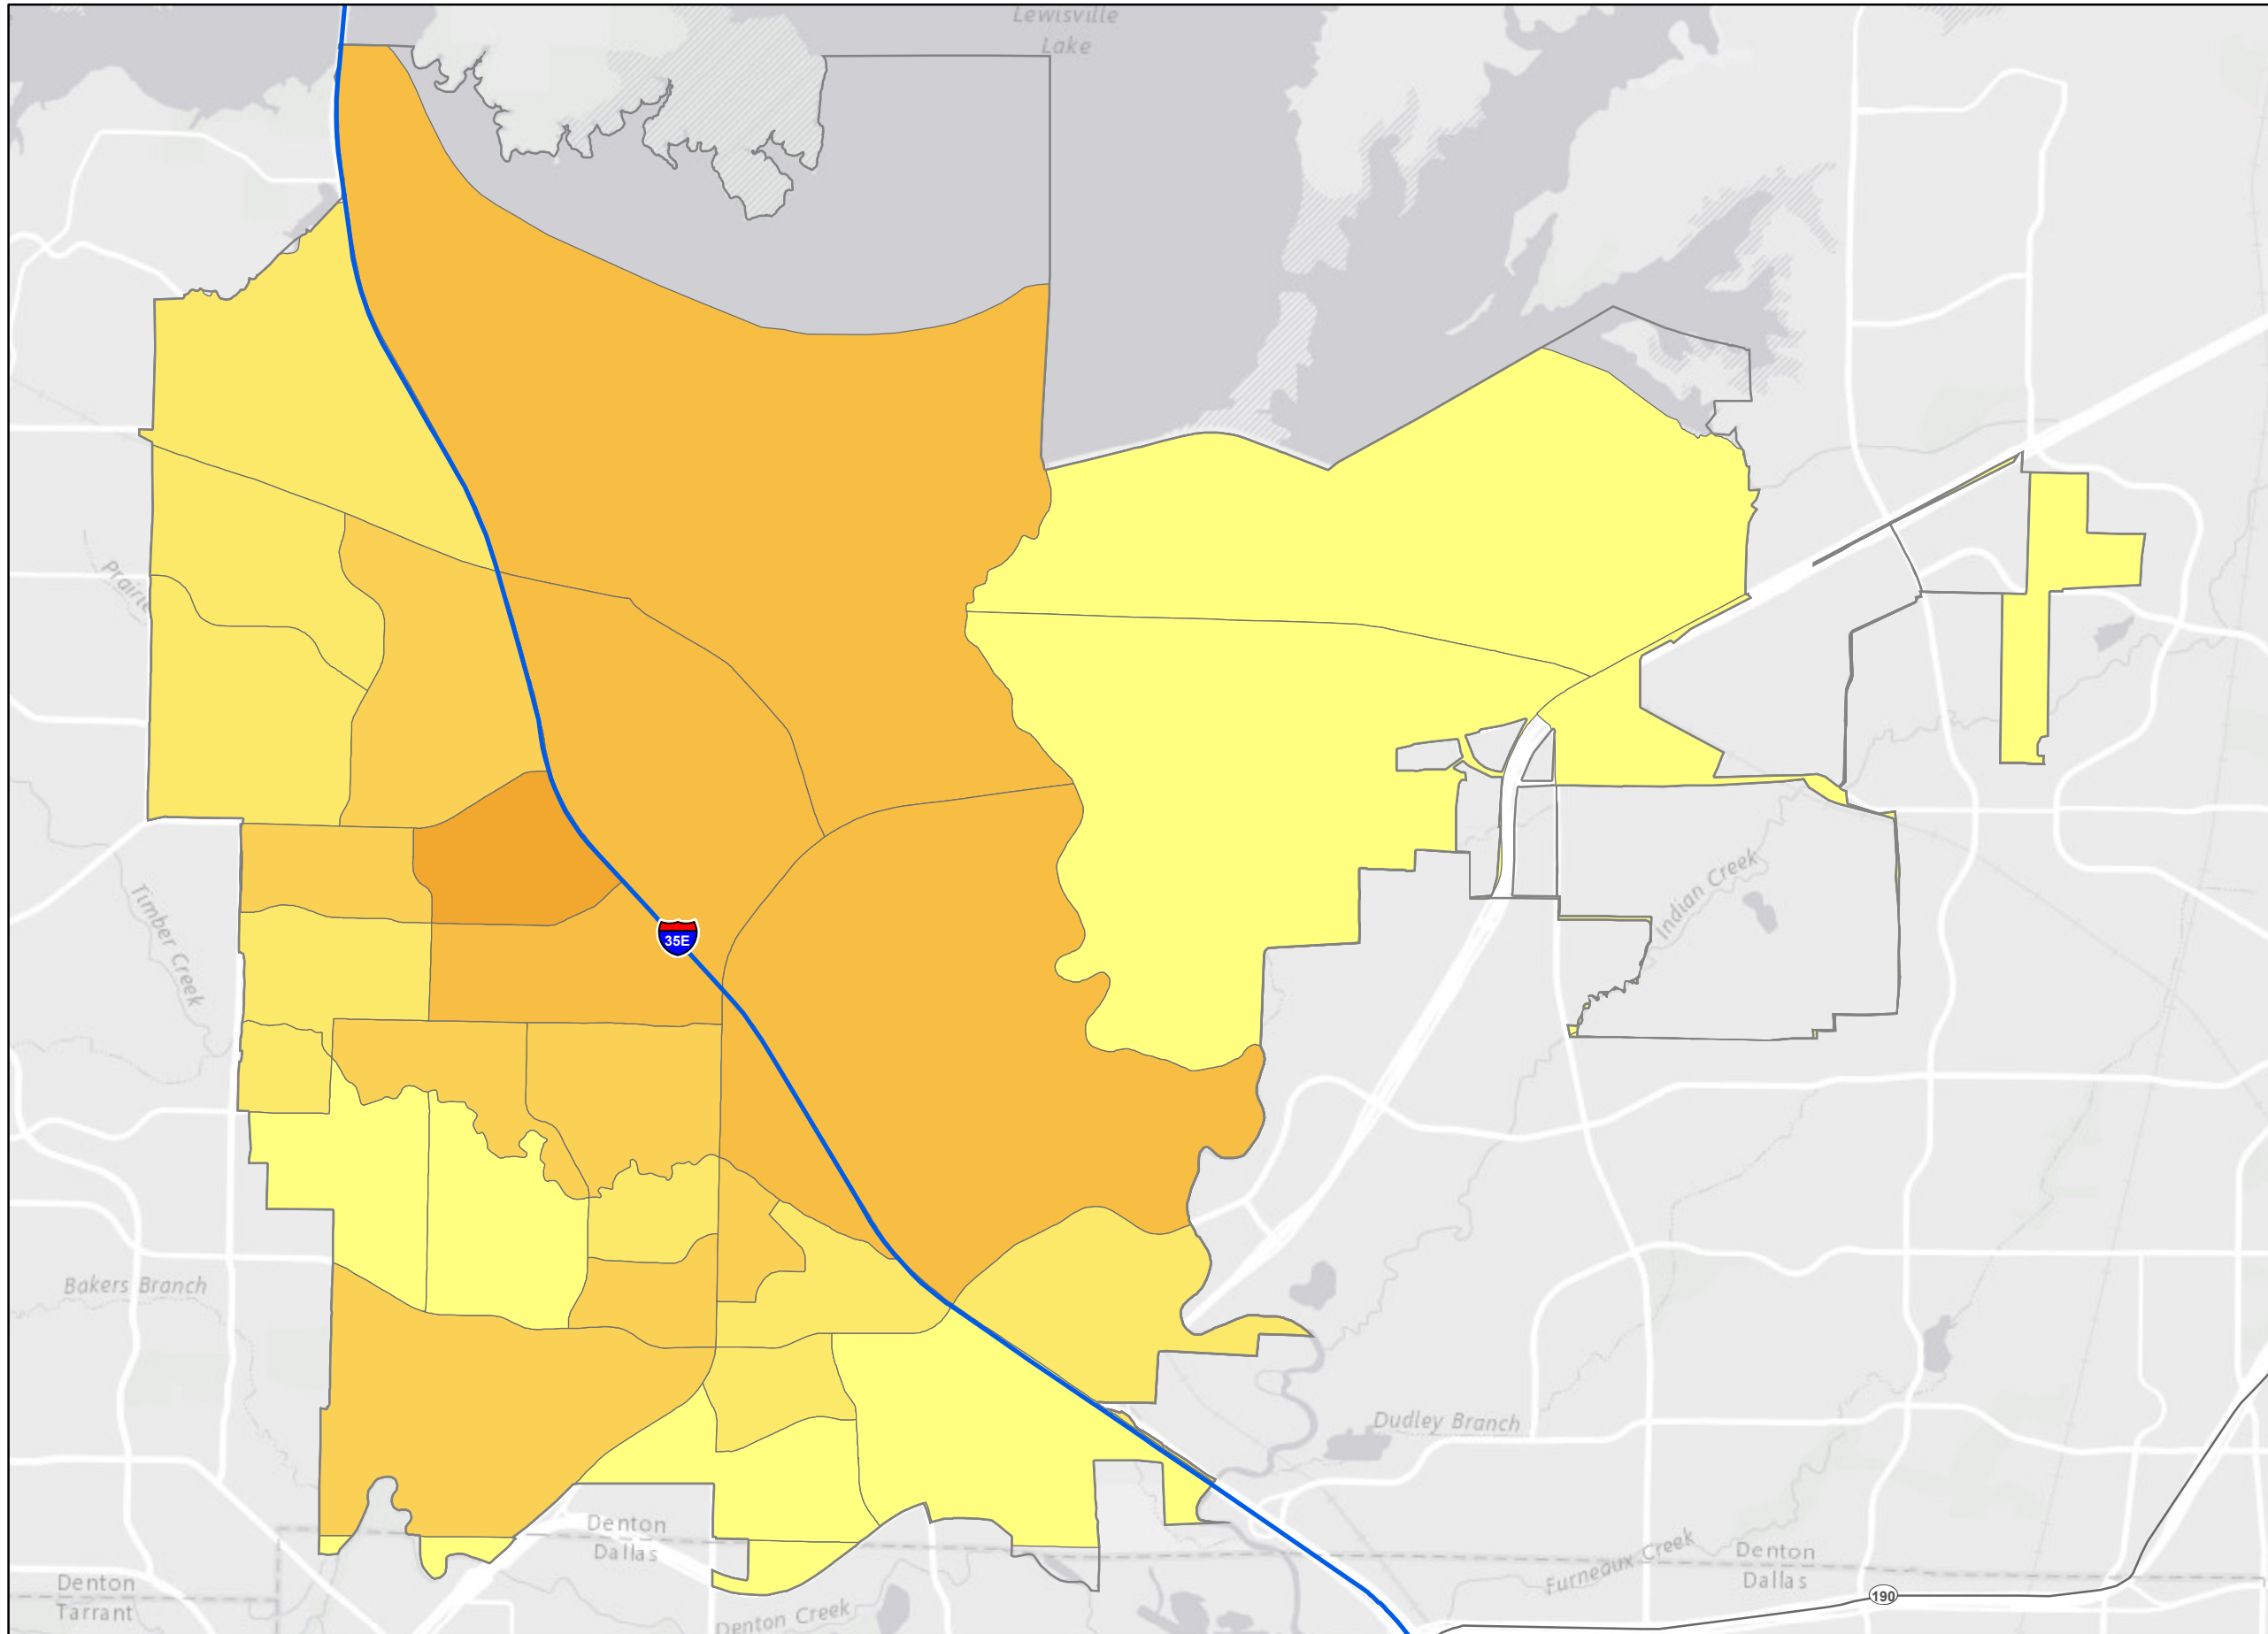 Lewisville
Lake
Prairie
Timber Creek
35E
Indian Creek
Bakers Branch
Dudley Branch
Denton
Dallas
Furneaux Creek
Denton
Dallas
Denton
Tarrant
Denton Creek
190